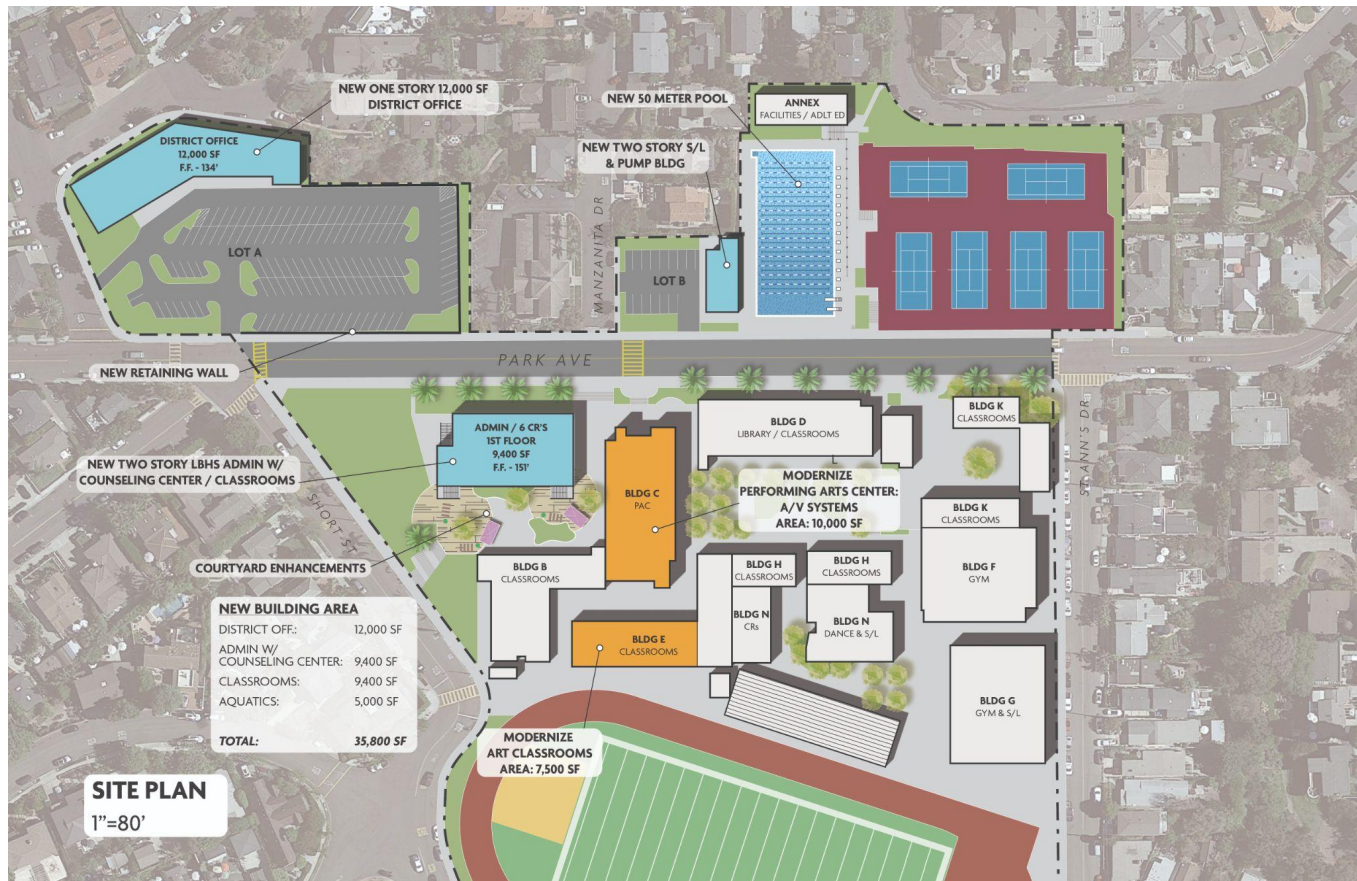 NEW ONE STORY 12,000 SF
DISTRICT OFFICE
DISTRICT OFFICE
12,000 SF
F.F. - 134'
LOT A
NEW RETAINING WALL
MANZANITA DR
NEW 50 METER POOL
NEW TWO STORY S/L
& PUMP BLDG
LOT B
ANNEX
FACILITIES / ADLT ED
PARK AVE
ADMIN / 6 CR'S
1ST FLOOR
9,400 SF
F.F. - 151'
NEW TWO STORY LBHS ADMIN W/
COUNSELING CENTER / CLASSROOMS
SHORT ST
COURTYARD ENHANCEMENTS
BLDG C
PAC
BLDG D
LIBRARY / CLASSROOMS
MODERNIZE
PERFORMING ARTS CENTER:
A/V SYSTEMS
AREA: 10,000 SF
BLDG K
CLASSROOMS
ST ANN'S DR
BLDG K
CLASSROOMS
BLDG F
GYM
BLDG B
CLASSROOMS
BLDG H
CLASSROOMS
BLDG H
CLASSROOMS
BLDG N
CRs
BLDG N
DANCE & S/L
BLDG E
CLASSROOMS
BLDG G
GYM & S/L
MODERNIZE
ART CLASSROOMS
AREA: 7,500 SF
NEW BUILDING AREA
DISTRICT OFF.: 12,000 SF
ADMIN W/
COUNSELING CENTER: 9,400 SF
CLASSROOMS: 9,400 SF
AQUATICS: 5,000 SF
TOTAL: 35,800 SF
SITE PLAN
1"=80'